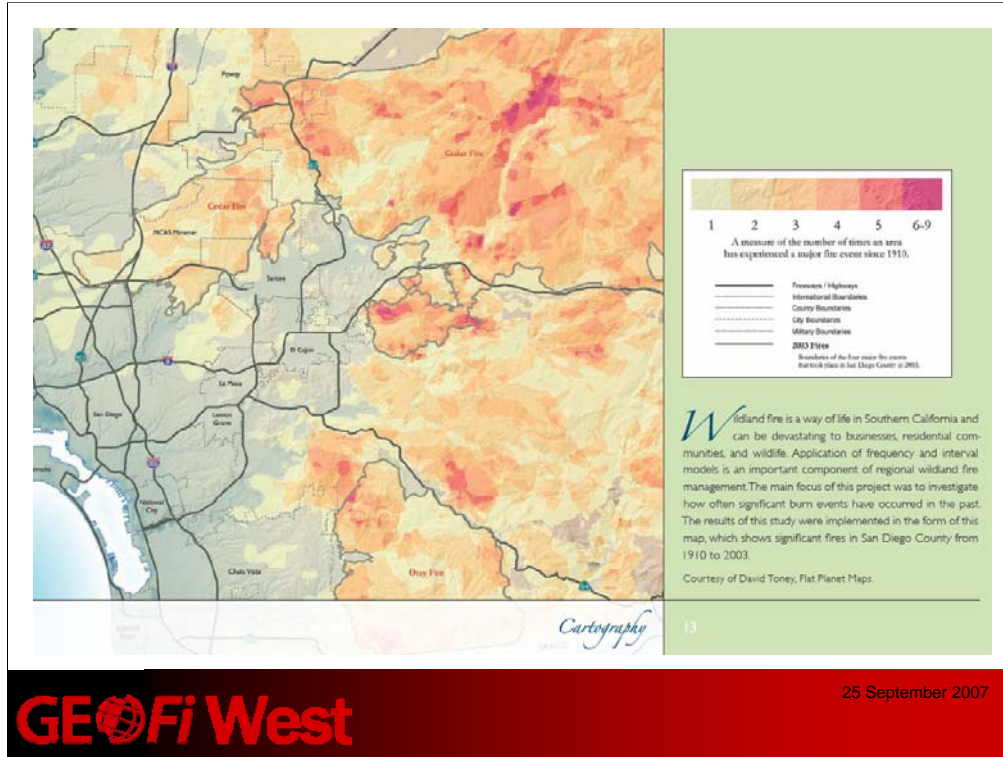 Poway
Cedar Fire
Cedar Fire
MCAS Miramar
Santee
El Cajon
La Mesa
San Diego
Lemon
Grove
National
City
Chula Vista
Otay Fire
Cartography
13
1 2 3 4 5 6-9
A measure of the number of times an area
has experienced a major fire event since 1910.
Freeways / Highways
International Boundaries
County Boundaries
City Boundaries
Military Boundaries
2003 Fires
Boundaries of the four major fire events
that took place in San Diego County in 2003.
Wildland fire is a way of life in Southern California and
can be devastating to businesses, residential com-
munities, and wildlife. Application of frequency and interval
models is an important component of regional wildland fire
management. The main focus of this project was to investigate
how often significant burn events have occurred in the past.
The results of this study were implemented in the form of this
map, which shows significant fires in San Diego County from
1910 to 2003.
Courtesy of David Toney, Flat Planet Maps.
GEOFi West
25 September 2007